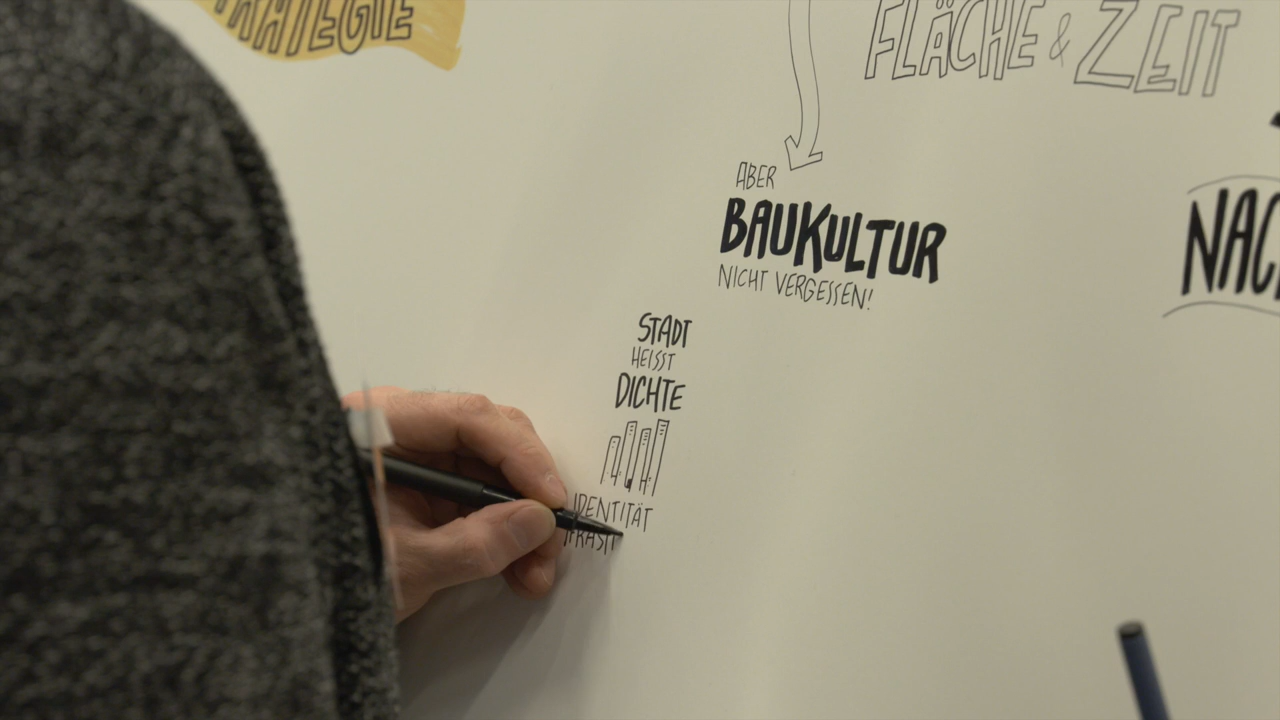 FLÄCHE & ZEIT
ABER
BAUKULTUR
NICHT VERGESSEN!
STADT
HEISST
DICHTE
IDENTITÄT